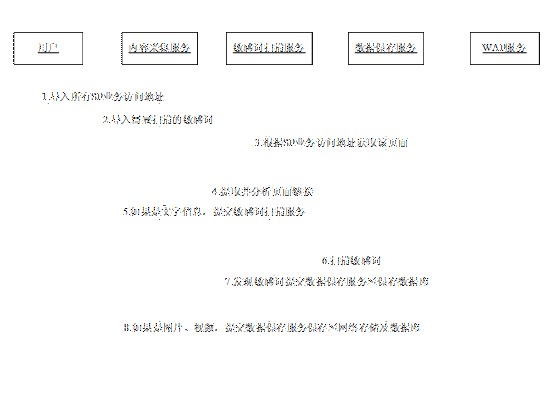 用户
内容采集服务
敏感词扫描服务
数据保存服务
WAP服务
1.导入所有SP业务访问地址
2.导入需要扫描的敏感词
3.根据SP业务访问地址获取该页面
4.提取并分析页面链接
5.如果是文字信息，提交敏感词扫描服务
6.扫描敏感词
7.发现敏感词提交数据保存服务至保存数据库
8.如果是图片、视频，提交数据保存服务保存至网络存储及数据库